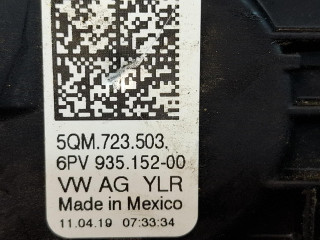 5QM.723.503.
6PV 935.152-00
VW AG YLR
Made in Mexico
11.04.19 07:33:34